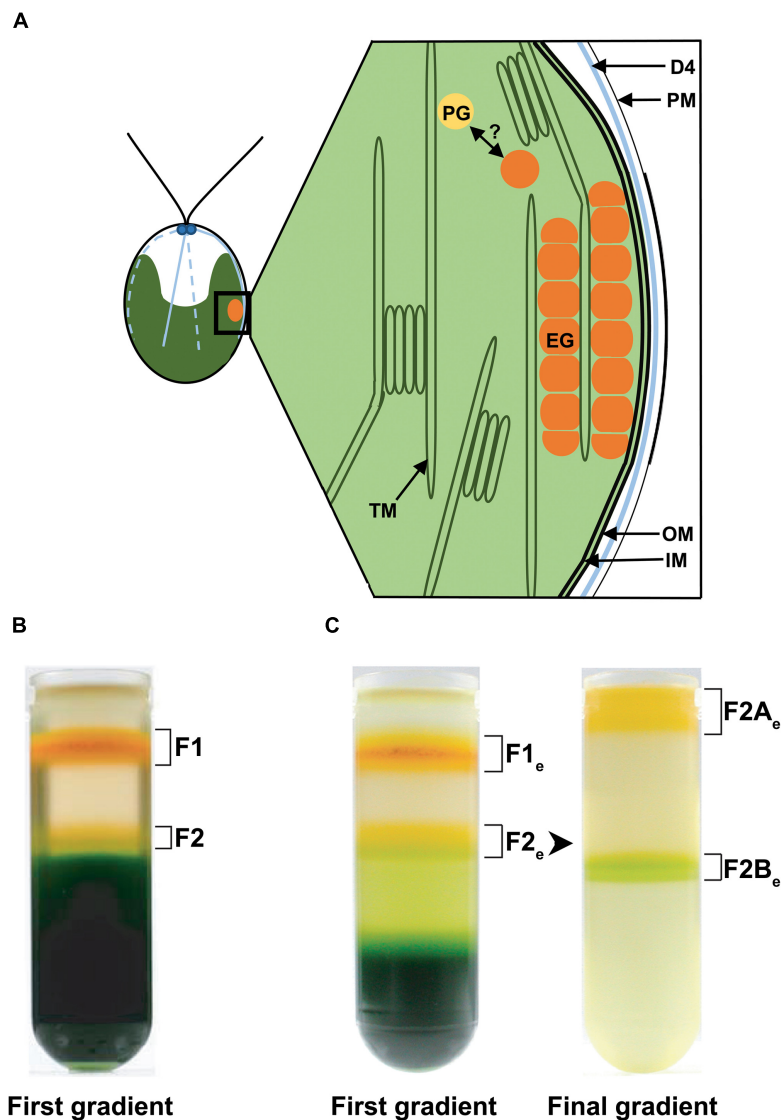 A
D4
PM
PG
?
EG
TM
OM
IM
B
C
F1
F2
F1e
F2e
F2Ae
F2Be
First gradient
First gradient
Final gradient